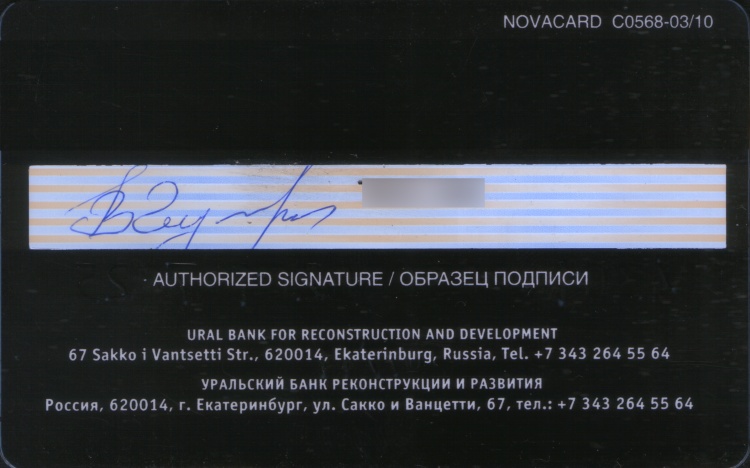 NOVACARD C0568-03/10
AUTHORIZED SIGNATURE / ОБРАЗЕЦ ПОДПИСИ
URAL BANK FOR RECONSTRUCTION AND DEVELOPMENT
67 Sakko i Vantsetti Str., 620014, Ekaterinburg, Russia, Tel. +7 343 264 55 64
УРАЛЬСКИЙ БАНК РЕКОНСТРУКЦИИ И РАЗВИТИЯ
Россия, 620014, г. Екатеринбург, ул. Сакко и Ванцетти, 67, тел.: +7 343 264 55 64